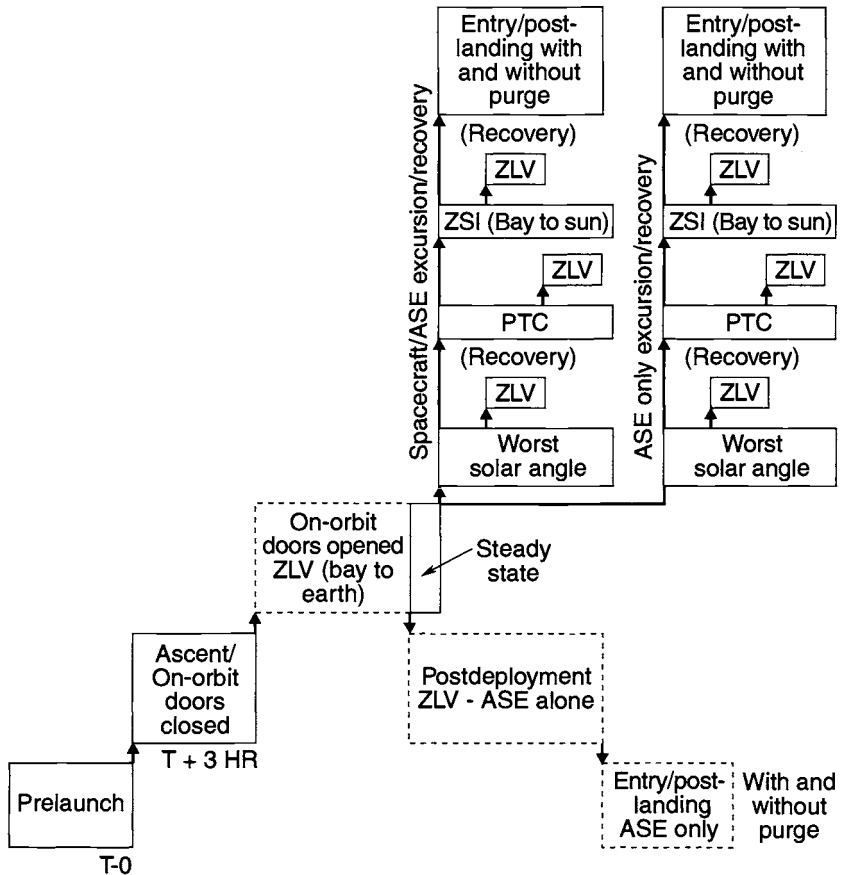 Entry/post-
landing with
and without
purge
Entry/post-
landing with
and without
purge
Spacecraft/ASE excursion/recovery
(Recovery)
ZLV
ZSI (Bay to sun)
ZLV
PTC
(Recovery)
ZLV
Worst
solar angle
ASE only excursion/recovery
(Recovery)
ZLV
ZSI (Bay to sun)
ZLV
PTC
(Recovery)
ZLV
Worst
solar angle
On-orbit
doors opened
ZLV (bay to
earth)
Steady
state
Ascent/
On-orbit
doors
closed
T + 3 HR
Postdeployment
ZLV - ASE alone
Prelaunch
T-0
Entry/post-
landing
ASE only
With and
without
purge